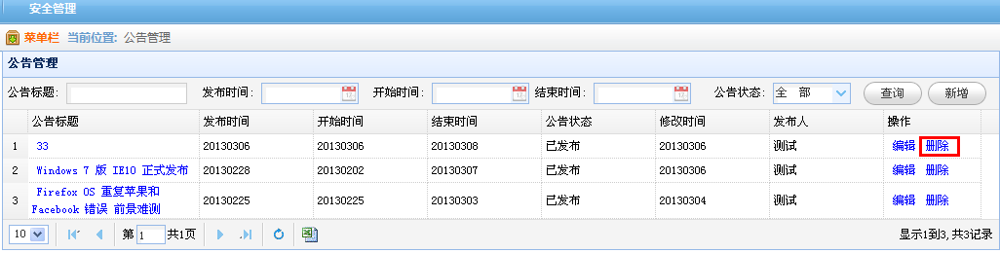 安全管理
菜单栏 当前位置: 公告管理
公告管理
公告标题: 发布时间: 开始时间: 结束时间: 公告状态: 全 部 查询 新增
公告标题 发布时间 开始时间 结束时间 公告状态 修改时间 发布人 操作
1 33 20130306 20130306 20130308 已发布 20130306 测试 编辑 删除
2 Windows 7 版 IE10 正式发布 20130228 20130202 20130307 已发布 20130306 测试 编辑 删除
3 Firefox OS 重复苹果和
Facebook 错误 前景难测 20130225 20130225 20130303 已发布 20130304 测试 编辑 删除
10 第 1 共1页 显示1到3, 共3记录